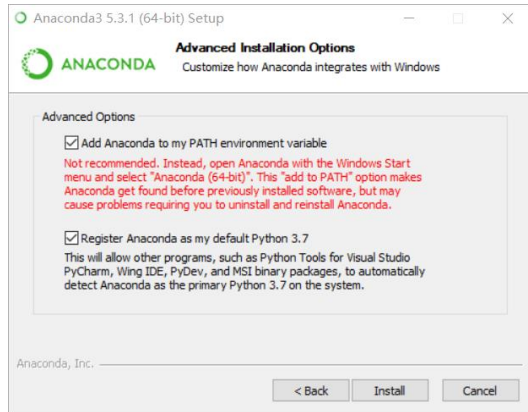 Anaconda3 5.3.1 (64-bit) Setup
Advanced Installation Options
ANACONDA
Customize how Anaconda integrates with Windows
Advanced Options
Add Anaconda to my PATH environment variable
Not recommended. Instead, open Anaconda with the Windows Start
menu and select "Anaconda (64-bit)". This "add to PATH" option makes
Anaconda get found before previously installed software, but may
cause problems requiring you to uninstall and reinstall Anaconda.
Register Anaconda as my default Python 3.7
This will allow other programs, such as Python Tools for Visual Studio
PyCharm, Wing IDE, PyDev, and MSI binary packages, to automatically
detect Anaconda as the primary Python 3.7 on the system.
Anaconda, Inc.
< Back
Install
Cancel